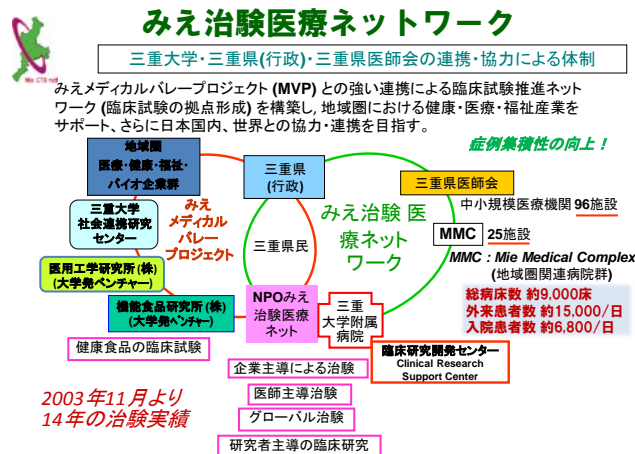 みえ治験医療ネットワーク
Mie CTS net
三重大学・三重県(行政)・三重県医師会の連携・協力による体制
みえメディカルバレープロジェクト (MVP) との強い連携による臨床試験推進ネット
ワーク (臨床試験の拠点形成) を構築し, 地域圏における健康・医療・福祉産業を
サポート、さらに日本国内、世界との協力・連携を目指す。
症例集積性の向上！
地域圏
医療・健康・福祉・
バイオ企業群
三重県
(行政)
三重県医師会
中小規模医療機関 96施設
三重大学
社会連携研究
センター
みえ
メディカル
バレー
プロジェクト
三重県民
みえ治験 医
療ネット
ワーク
MMC
25施設
MMC : Mie Medical Complex
(地域圏関連病院群)
医用工学研究所 (株)
(大学発ベンチャー)
機能食品研究所 (株)
(大学発ベンチャー)
NPOみえ
治験医療
ネット
三重
大学附属
病院
総病床数 約9,000床
外来患者数 約15,000/日
入院患者数 約6,800/日
健康食品の臨床試験
臨床研究開発センター
Clinical Research
Support Center
企業主導による治験
医師主導治験
グローバル治験
研究者主導の臨床研究
2003年11月より
14年の治験実績